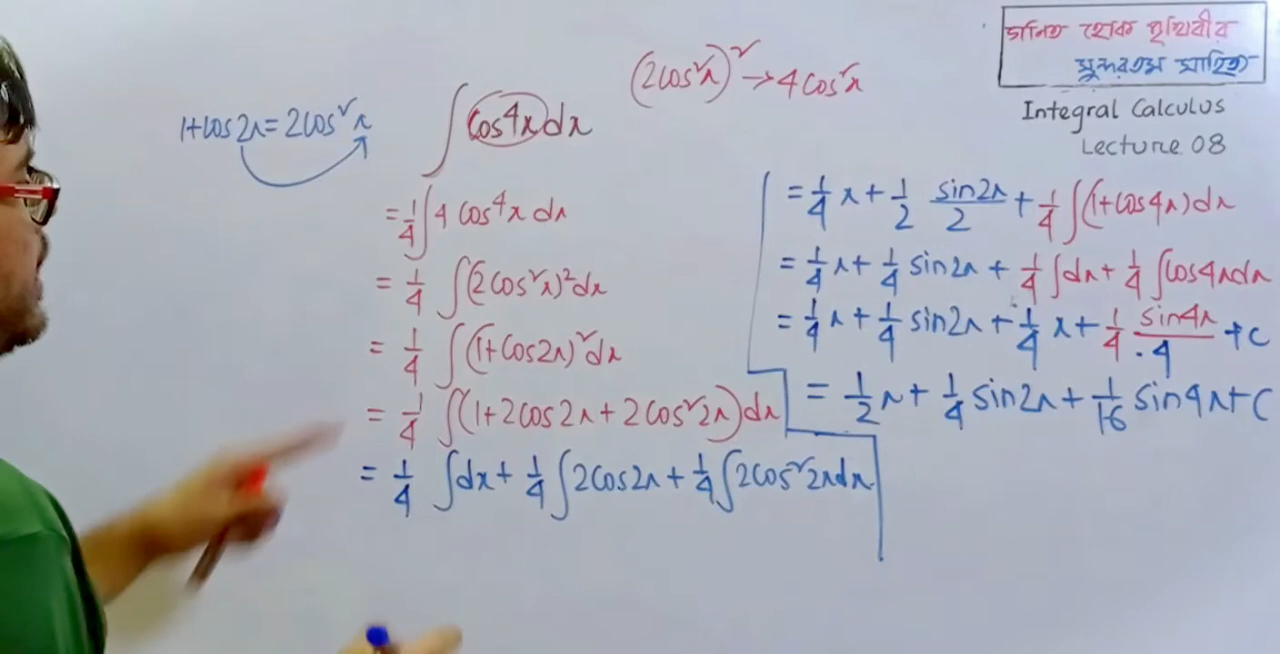 গনিত হোক পৃথিবীর
সুন্দরতম সাহিত্য
Integral Calculus
Lecture 08
(2cos²x)² → 4cos²x
1+cos2x = 2cos²x
∫cos⁴x dx
= 1/4 ∫4 cos⁴x dx
= 1/4 ∫(2cos²x)² dx
= 1/4 ∫(1+cos2x)² dx
= 1/4 ∫(1+2cos2x+2cos²2x) dx
= 1/4 ∫dx + 1/4 ∫2cos2x + 1/4 ∫2cos²2x dx
= 1/4 x + 1/2 sin2x/2 + 1/4 ∫(1+cos4x) dx
= 1/4 x + 1/4 sin2x + 1/4 ∫dx + 1/4 ∫cos4x dx
= 1/4 x + 1/4 sin2x + 1/4 x + 1/4 · sin4x/4 + C
= 1/2 x + 1/4 sin2x + 1/16 sin4x + C